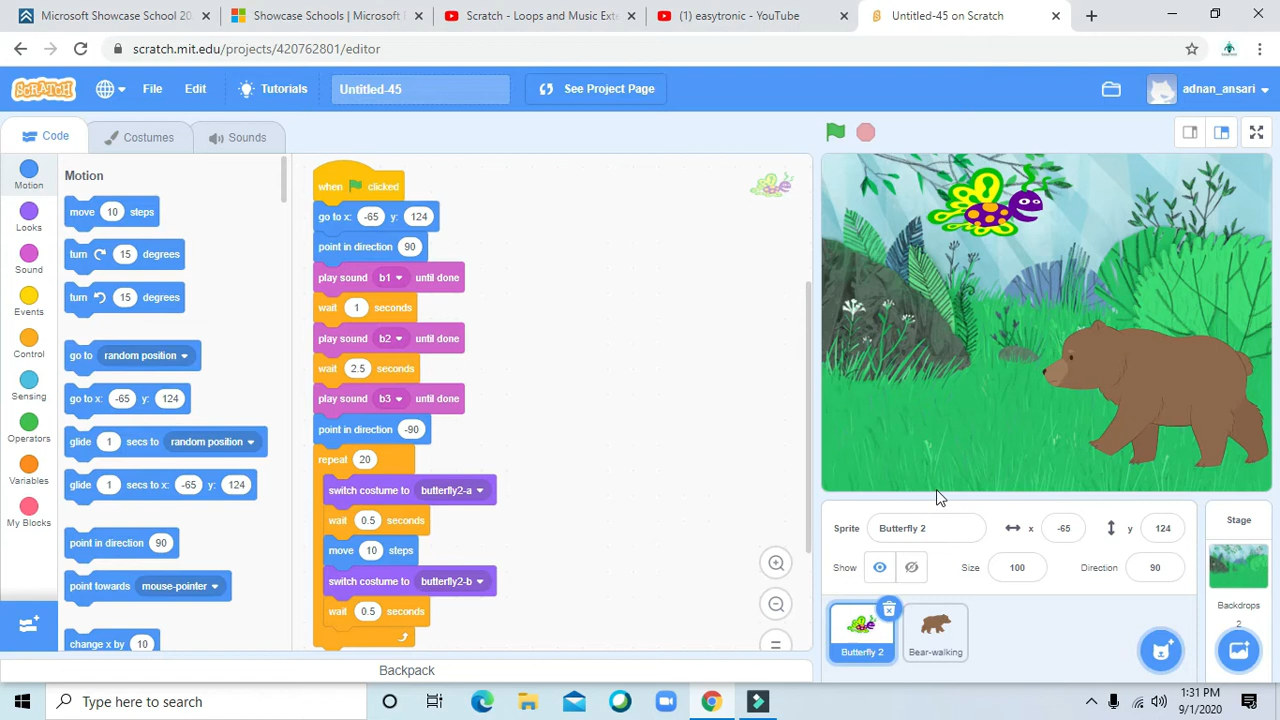 Microsoft Showcase School 20
Showcase Schools | Microsoft
Scratch - Loops and Music Exte
(1) easytronic - YouTube
Untitled-45 on Scratch
scratch.mit.edu/projects/420762801/editor
SCRATCH
File
Edit
Tutorials
Untitled-45
See Project Page
adnan_ansari
Code
Costumes
Sounds
Motion
Looks
Sound
Events
Control
Sensing
Operators
Variables
My Blocks
Motion
move 10 steps
turn 15 degrees
turn 15 degrees
go to random position
go to x: -65 y: 124
glide 1 secs to random position
glide 1 secs to x: -65 y: 124
point in direction 90
point towards mouse-pointer
change x by 10
when clicked
go to x: -65 y: 124
point in direction 90
play sound b1 until done
wait 1 seconds
play sound b2 until done
wait 2.5 seconds
play sound b3 until done
point in direction -90
repeat 20
switch costume to butterfly2-a
wait 0.5 seconds
move 10 steps
switch costume to butterfly2-b
wait 0.5 seconds
Backpack
Sprite Butterfly 2 x -65 y 124
Show Size 100 Direction 90
Butterfly 2
Bear-walking
Stage
Backdrops
2
Type here to search
1:31 PM
9/1/2020